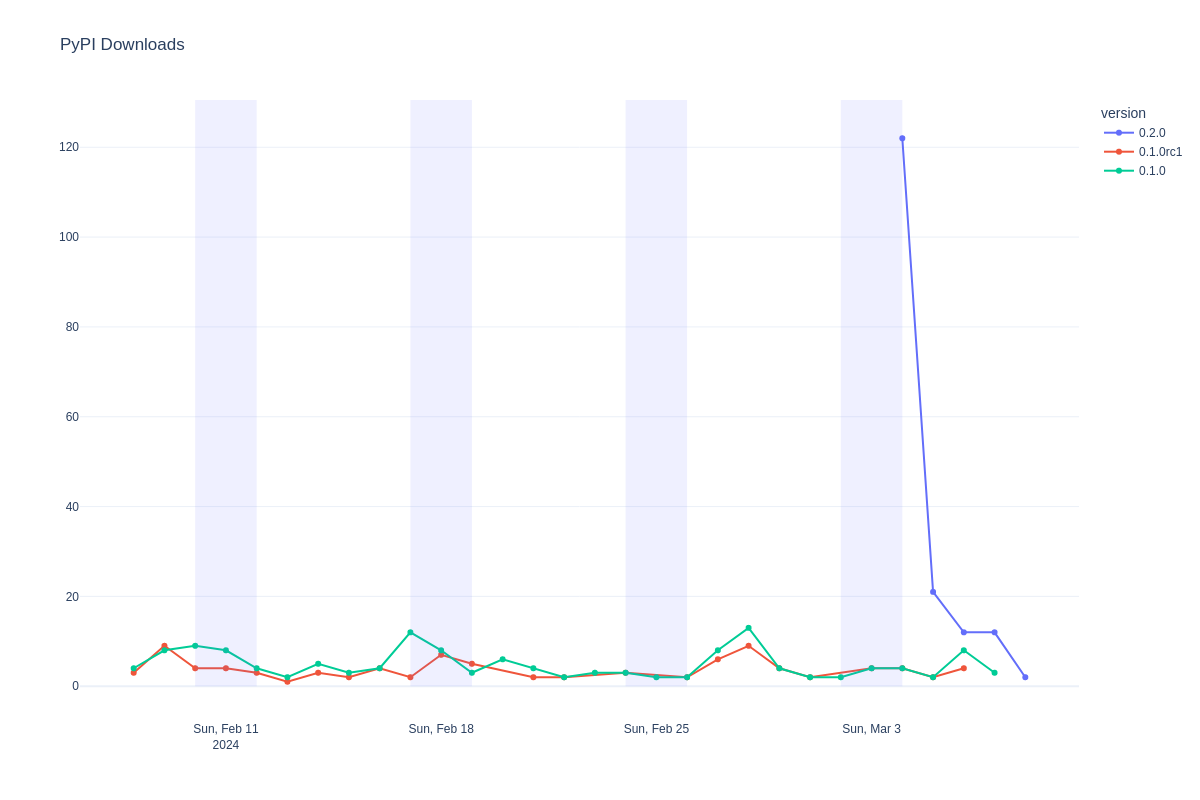 PyPI Downloads
version
0.2.0
0.1.0rc1
0.1.0
120
100
80
60
40
20
0
Sun, Feb 11
2024
Sun, Feb 18
Sun, Feb 25
Sun, Mar 3